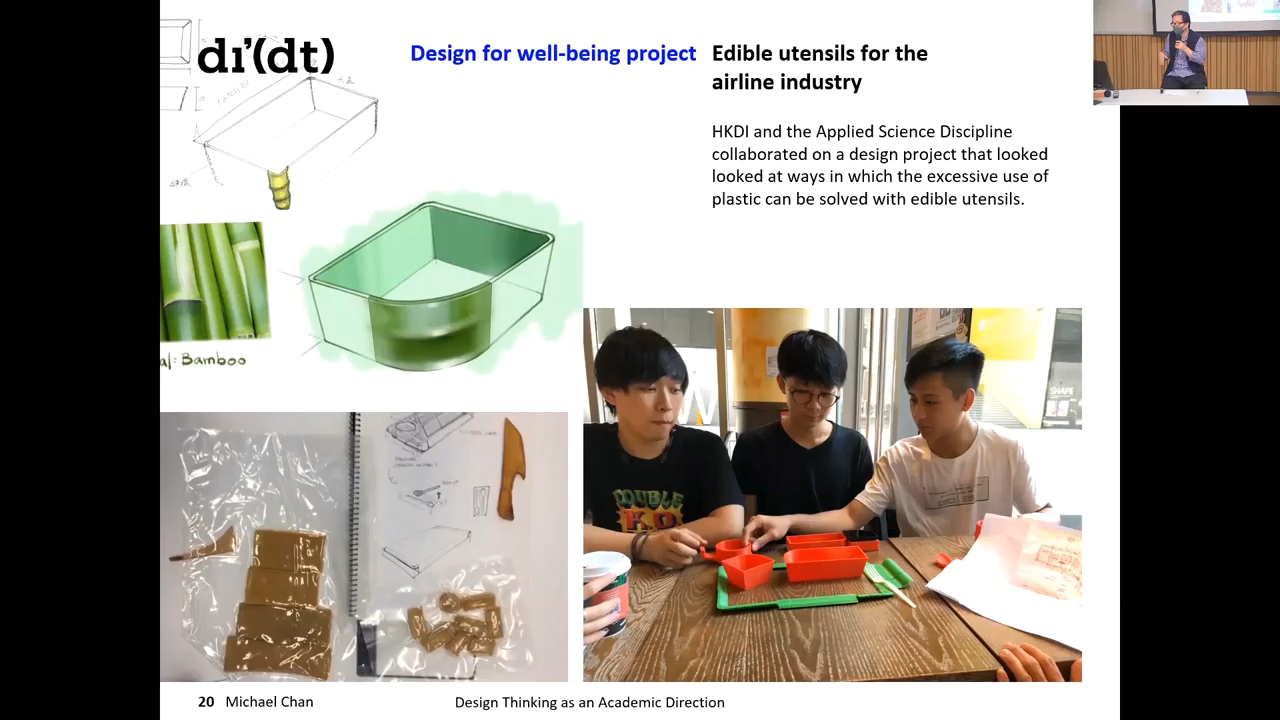 dı'(dt)
Design for well-being project
Edible utensils for the
airline industry
HKDI and the Applied Science Discipline
collaborated on a design project that looked
looked at ways in which the excessive use of
plastic can be solved with edible utensils.
al: Bamboo
SHAPE
DOUBLE
K.O
20 Michael Chan
Design Thinking as an Academic Direction